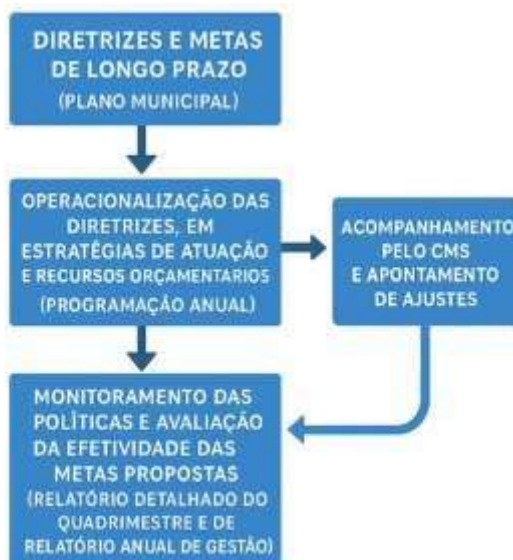 DIRETRIZES E METAS
DE LONGO PRAZO
(PLANO MUNICIPAL)
OPERACIONALIZAÇÃO DAS
DIRETRIZES, EM
ESTRATÉGIAS DE ATUAÇÃO
E RECURSOS ORÇAMENTARIOS
(PROGRAMAÇÃO ANUAL)
ACOMPANHAMENTO
PELO CMS
E APONTAMENTO
DE AJUSTES
MONITORAMENTO DAS
POLÍTICAS E AVALIAÇÃO
DA EFETIVIDADE DAS
METAS PROPOSTAS
(RELATÓRIO DETALHADO DO
QUADRIMESTRE E DE
RELATÓRIO ANUAL DE GESTÃO)